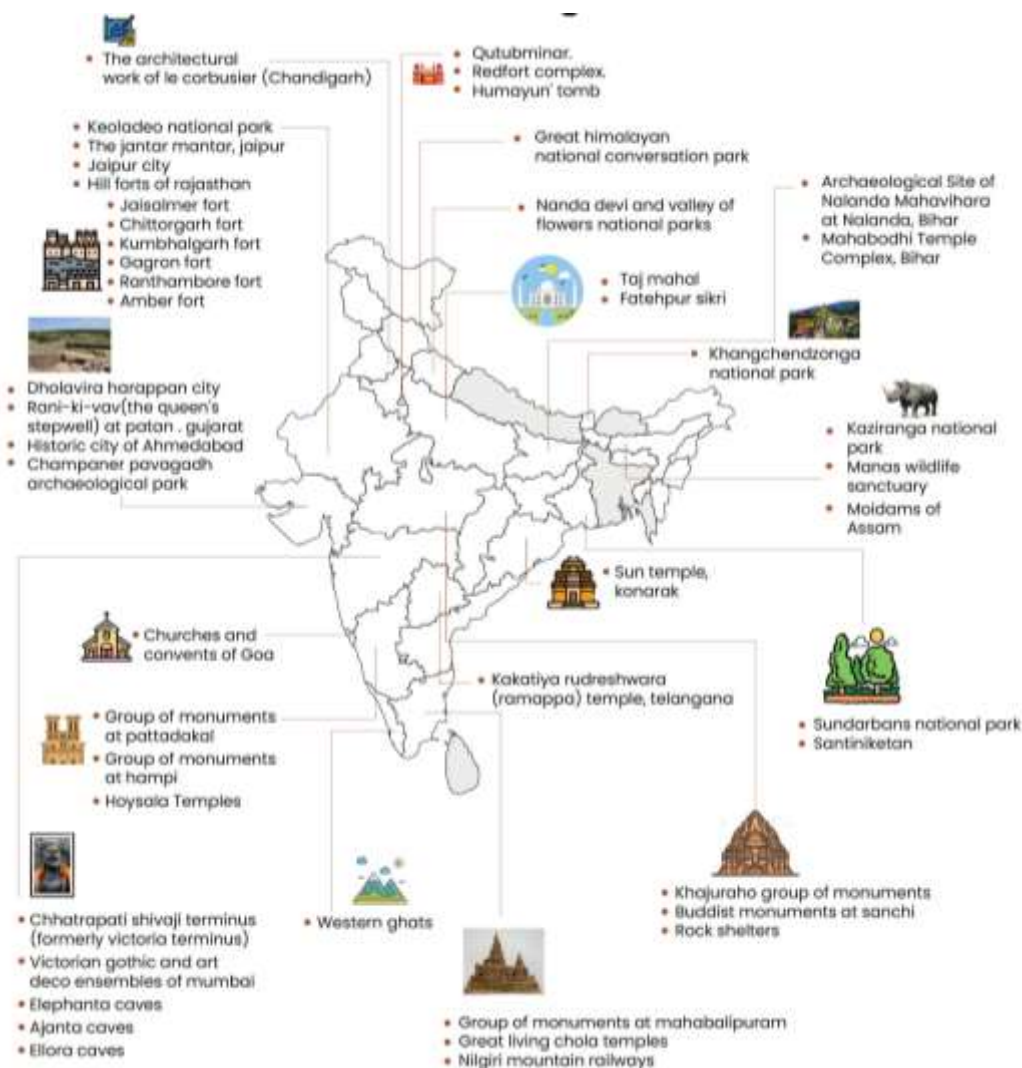 • The architectural
work of le corbusier (Chandigarh)
• Qutubminar.
• Redfort complex.
• Humayun' tomb
• Keoladeo national park
• The jantar mantar, jaipur
• Jaipur city
• Hill forts of rajasthan
• Jaisalmer fort
• Chittorgarh fort
• Kumbhalgarh fort
• Gagron fort
• Ranthambore fort
• Amber fort
• Great himalayan
national conversation park
• Nanda devi and valley of
flowers national parks
• Archaeological Site of
Nalanda Mahavihara
at Nalanda, Bihar
• Mahabodhi Temple
Complex, Bihar
• Taj mahal
• Fatehpur sikri
• Khangchendzonga
national park
• Dholavira harappan city
• Rani-ki-vav(the queen's
stepwell) at patan . gujarat
• Historic city of Ahmedabad
• Champaner pavagadh
archaeological park
• Kaziranga national
park
• Manas wildlife
sanctuary
• Moidams of
Assam
• Sun temple,
konarak
• Churches and
convents of Goa
• Kakatiya rudreshwara
(ramappa) temple, telangana
• Group of monuments
at pattadakal
• Group of monuments
at hampi
• Hoysala Temples
• Sundarbans national park
• Santiniketan
• Khajuraho group of monuments
• Buddist monuments at sanchi
• Rock shelters
• Chhatrapati shivaji terminus
(formerly victoria terminus)
• Victorian gothic and art
deco ensembles of mumbai
• Elephanta caves
• Ajanta caves
• Ellora caves
• Western ghats
• Group of monuments at mahabalipuram
• Great living chola temples
• Nilgiri mountain railways